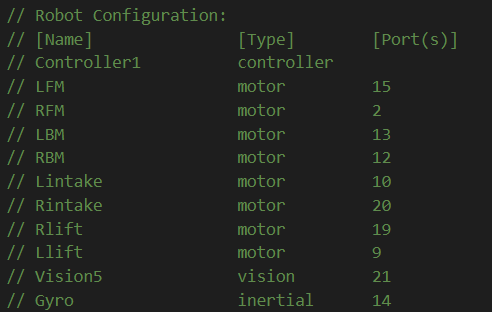 // Robot Configuration:
// [Name] [Type] [Port(s)]
// Controller1 controller
// LFM motor 15
// RFM motor 2
// LBM motor 13
// RBM motor 12
// Lintake motor 10
// Rintake motor 20
// Rlift motor 19
// Llift motor 9
// Vision5 vision 21
// Gyro inertial 14